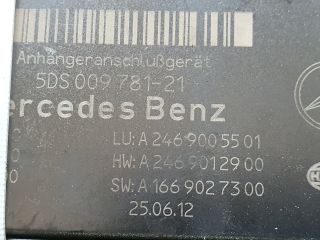 Anhängeranschlußgerät
5DS 009 781-21
ercedes Benz
LU: A 246 900 55 01
HW: A 246 901 29 00
SW: A 166 902 73 00
25.06.12